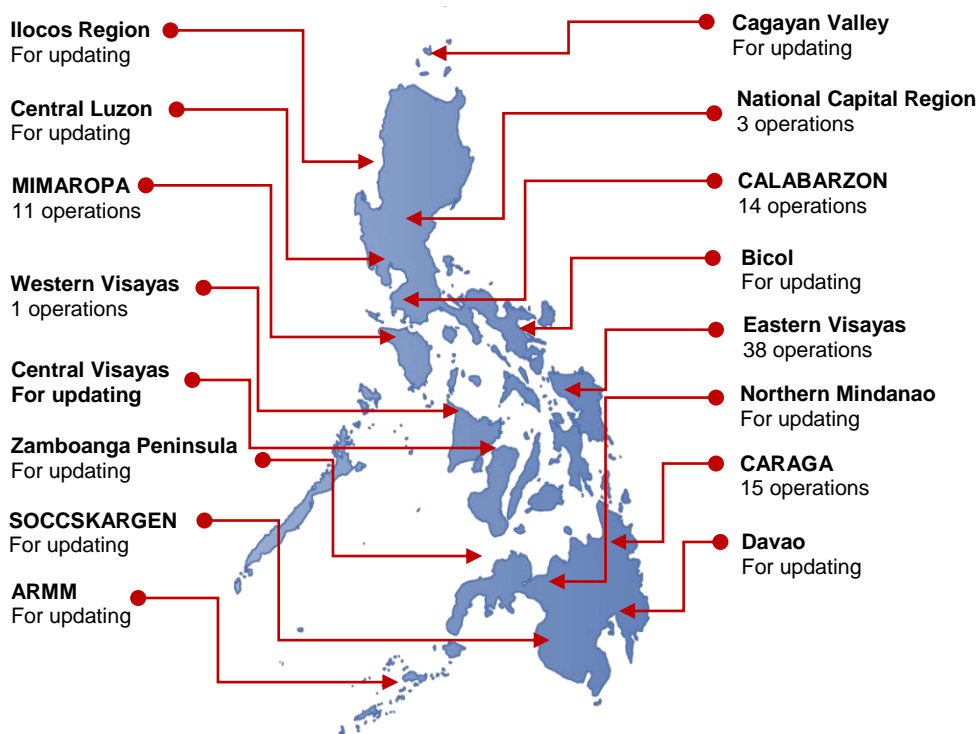 Ilocos Region
For updating
Central Luzon
For updating
MIMAROPA
11 operations
Western Visayas
1 operations
Central Visayas
For updating
Zamboanga Peninsula
For updating
SOCCSKARGEN
For updating
ARMM
For updating
Cagayan Valley
For updating
National Capital Region
3 operations
CALABARZON
14 operations
Bicol
For updating
Eastern Visayas
38 operations
Northern Mindanao
For updating
CARAGA
15 operations
Davao
For updating